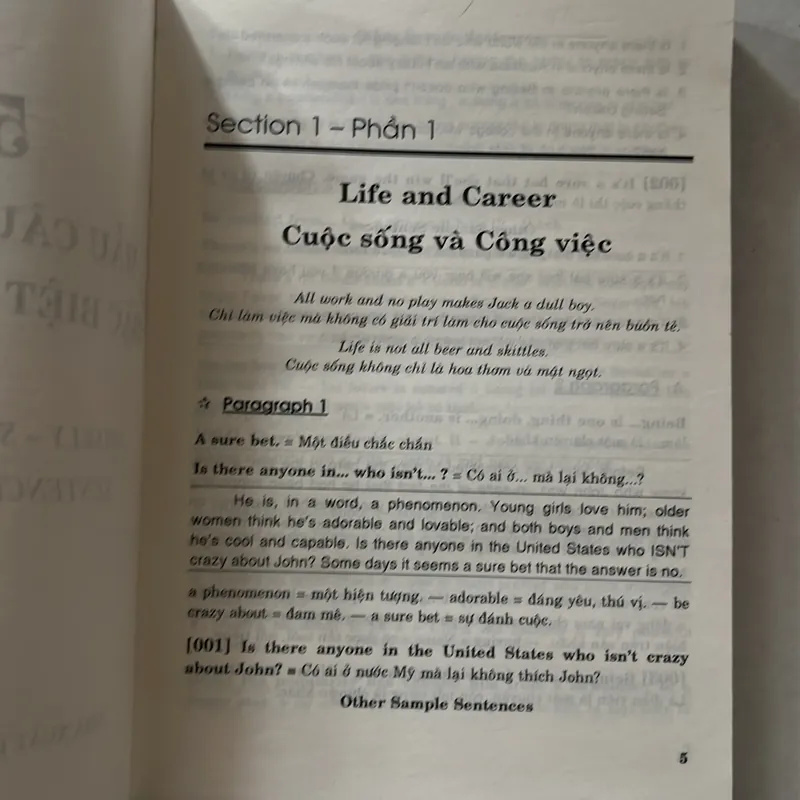 Section 1 – Phần 1
Life and Career
Cuộc sống và Công việc
All work and no play makes Jack a dull boy.
Chỉ làm việc mà không có giải trí làm cho cuộc sống trở nên buồn tẻ.
Life is not all beer and skittles.
Cuộc sống không chỉ là hoa thơm và mật ngọt.
☆ Paragraph 1
A sure bet. = Một điều chắc chắn
Is there anyone in... who isn't... ? = Có ai ở... mà lại không...?
He is, in a word, a phenomenon. Young girls love him; older
women think he's adorable and lovable; and both boys and men think
he's cool and capable. Is there anyone in the United States who ISN'T
crazy about John? Some days it seems a sure bet that the answer is no.
a phenomenon = một hiện tượng. — adorable = đáng yêu, thú vị. — be
crazy about = đam mê. — a sure bet = sự đánh cuộc.
[001] Is there anyone in the United States who isn't crazy
about John? = Có ai ở nước Mỹ mà lại không thích John?
Other Sample Sentences
5